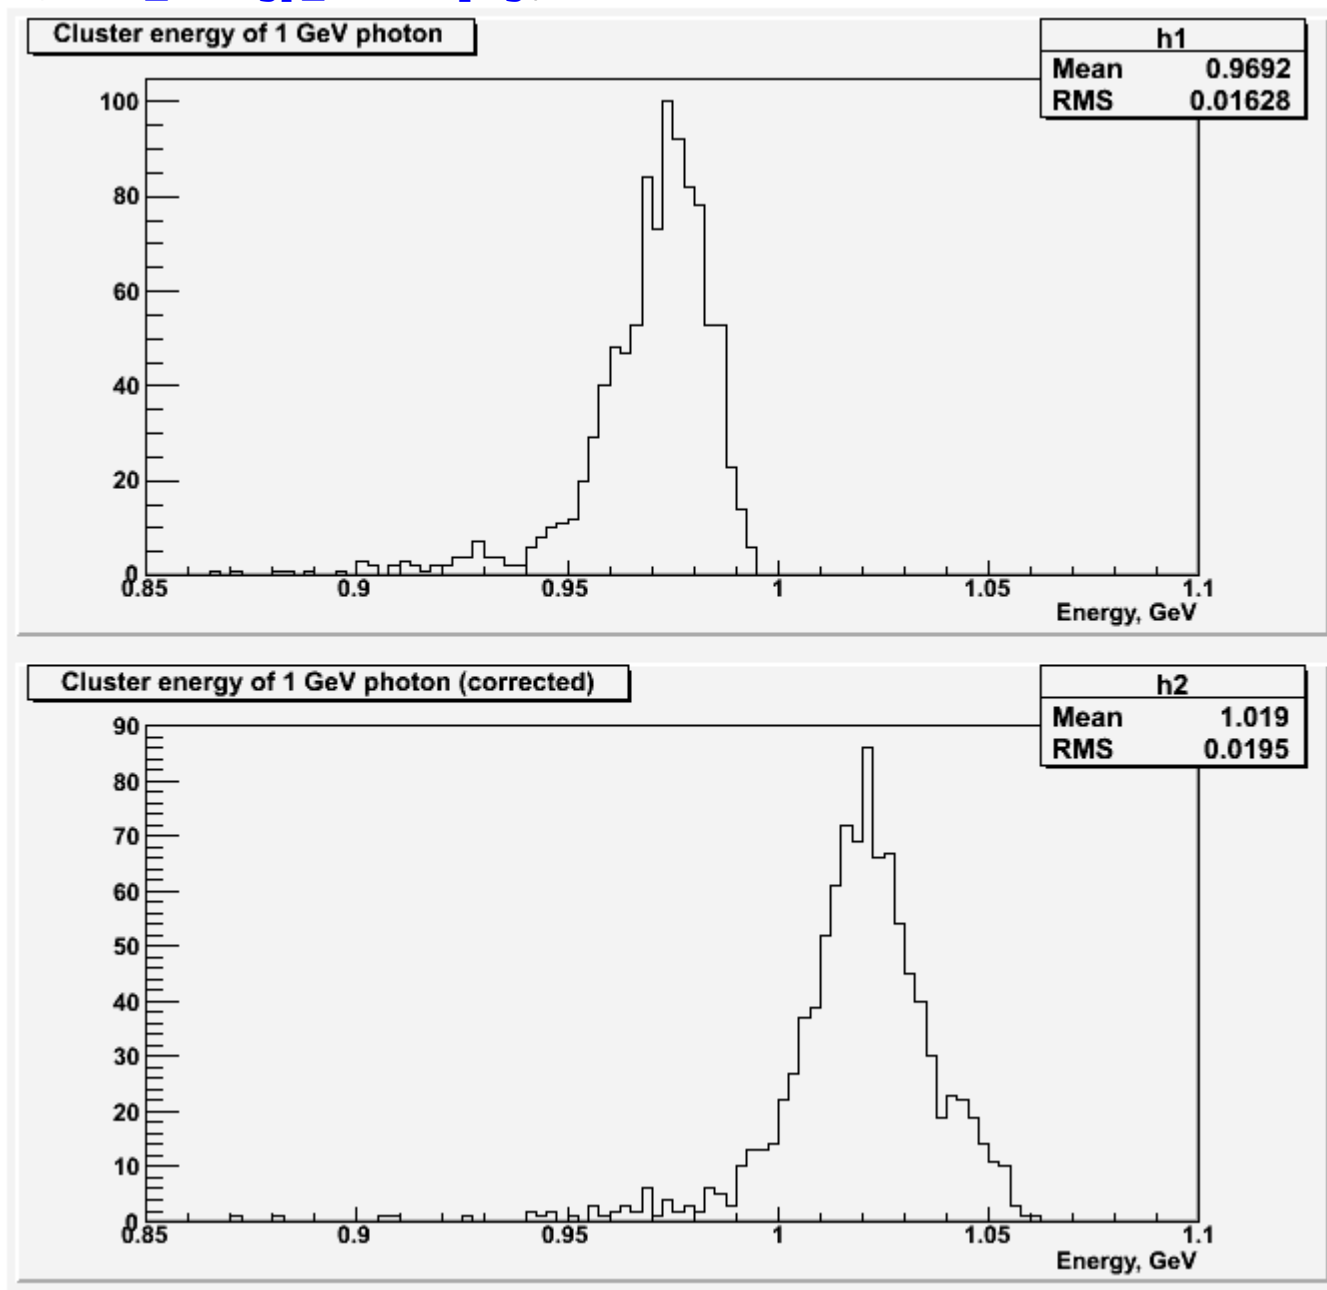 Cluster energy of 1 GeV photon
h1
Mean 0.9692
RMS 0.01628
100
80
60
40
20
0
0.85 0.9 0.95 1 1.05 1.1
Energy, GeV
Cluster energy of 1 GeV photon (corrected)
h2
Mean 1.019
RMS 0.0195
90
80
70
60
50
40
30
20
10
0
0.85 0.9 0.95 1 1.05 1.1
Energy, GeV